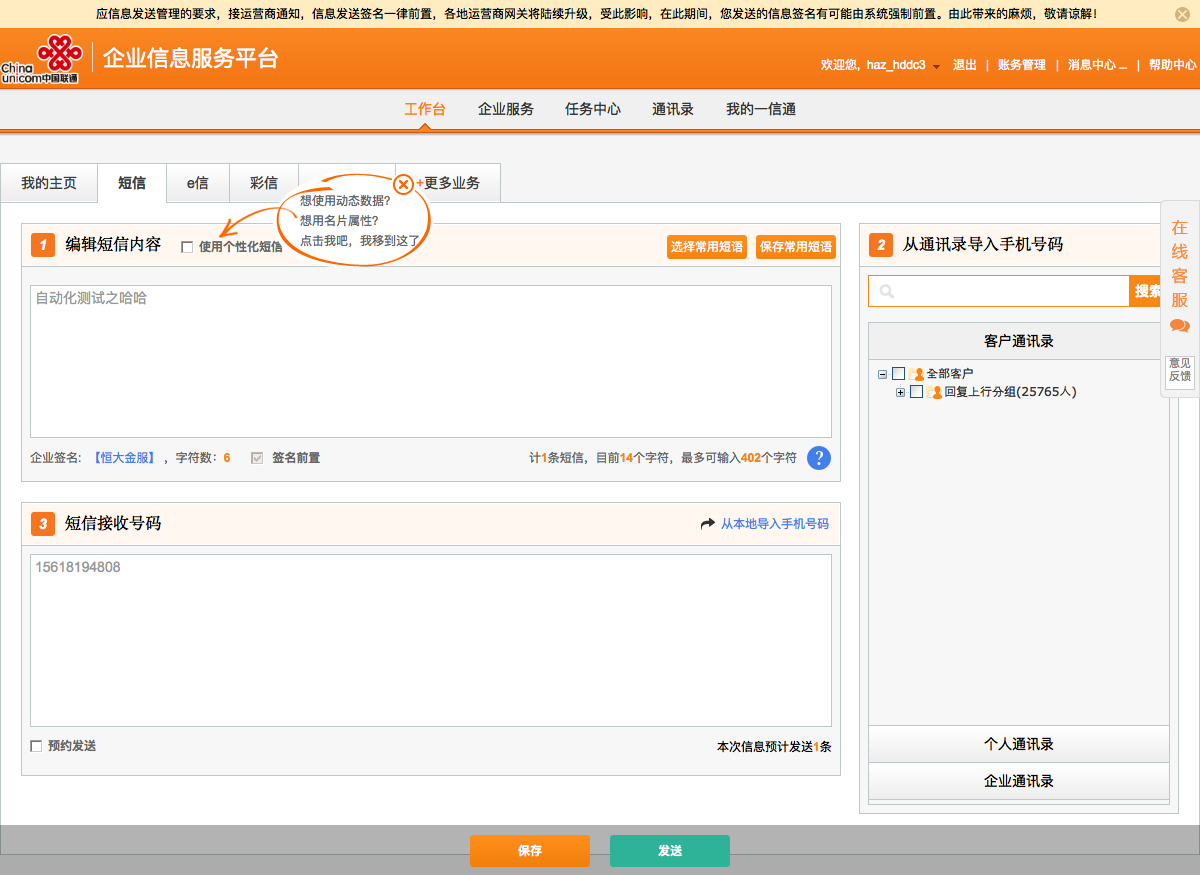 应信息发送管理的要求，接运营商通知，信息发送签名一律前置，各地运营商网关将陆续升级，受此影响，在此期间，您发送的信息签名有可能由系统强制前置。由此带来的麻烦，敬请谅解！
China
unicom中国联通
企业信息服务平台
欢迎您, haz_hddc3
退出 | 账务管理 | 消息中心 ... | 帮助中心
工作台 企业服务 任务中心 通讯录 我的一信通
我的主页 短信 e信 彩信 +更多业务
想使用动态数据?
想用名片属性?
点击我吧，我移到这了
1 编辑短信内容 使用个性化短信 选择常用短语 保存常用短语
自动化测试之哈哈
企业签名: 【恒大金服】 ，字符数: 6 签名前置 计1条短信，目前14个字符，最多可输入402个字符 ?
3 短信接收号码 从本地导入手机号码
15618194808
预约发送 本次信息预计发送1条
2 从通讯录导入手机号码
搜索
客户通讯录
全部客户
回复上行分组(25765人)
个人通讯录
企业通讯录
在线客服
意见
反馈
保存 发送